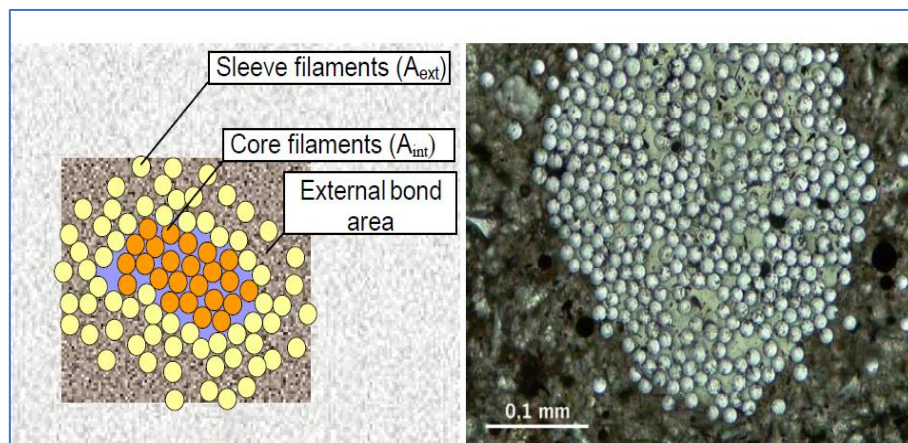 Sleeve filaments (Aext)
Core filaments (Aint)
External bond
area
0,1 mm